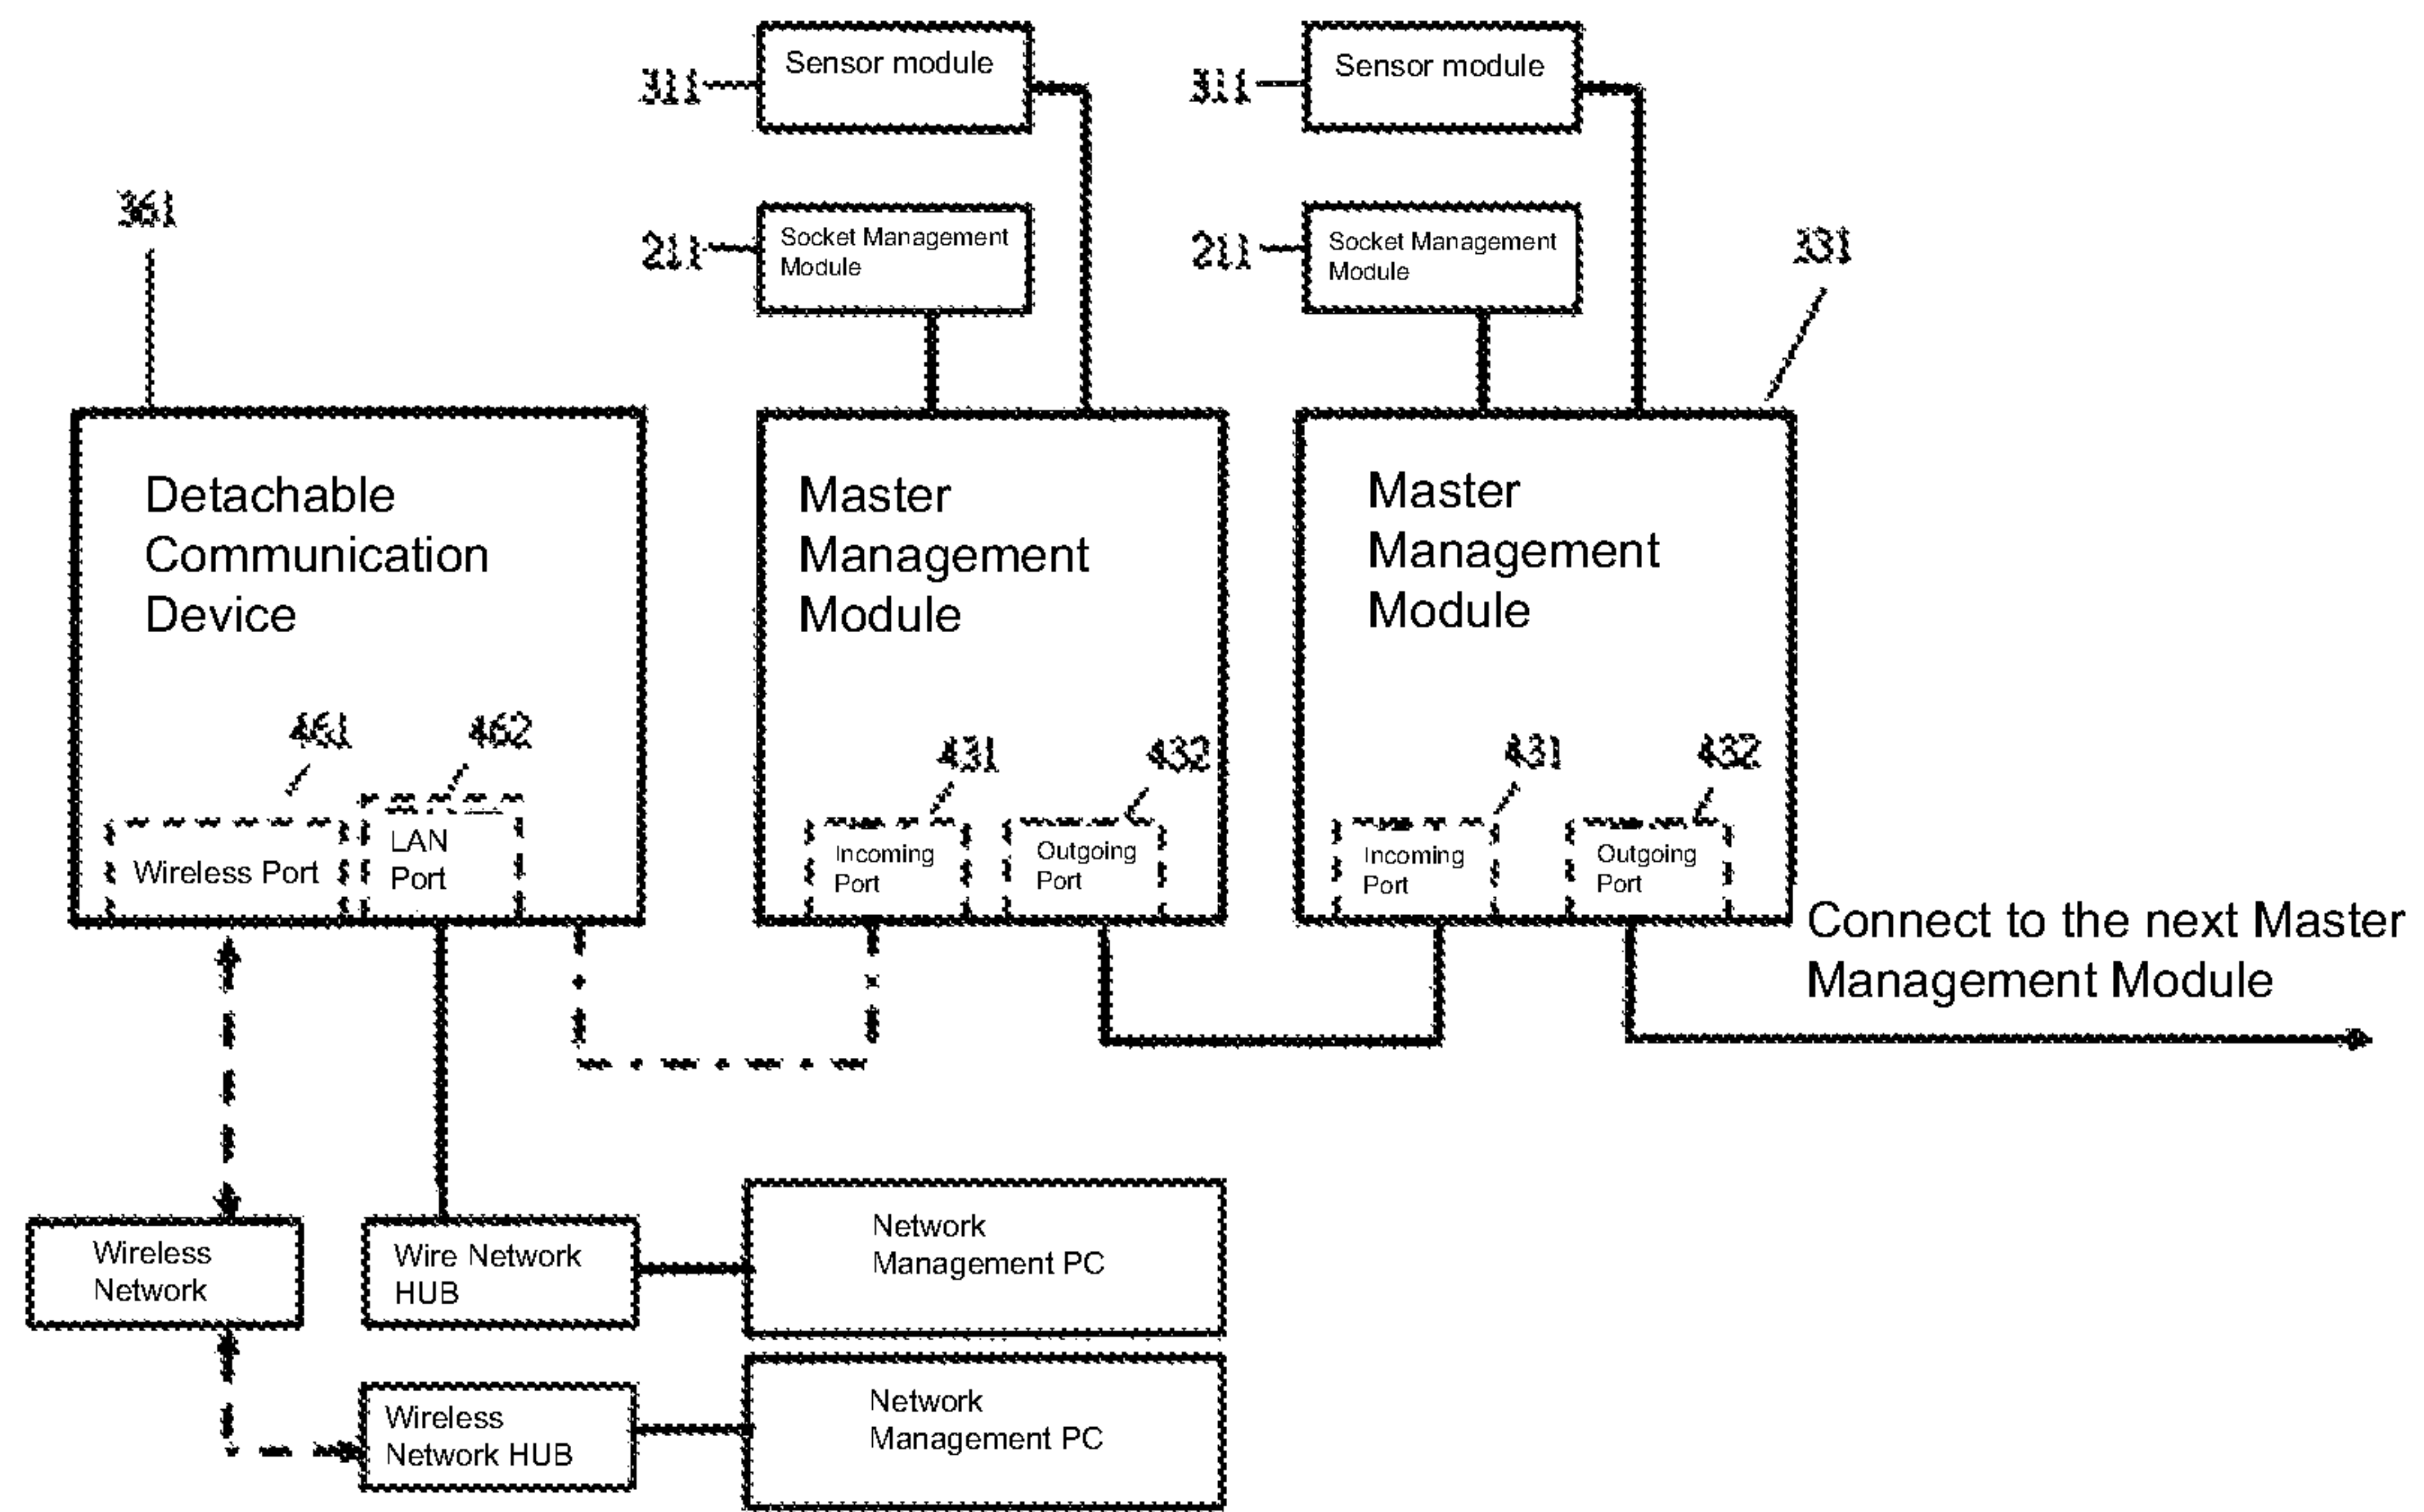 Sensor module
311
Sensor module
311
361
Socket Management
Module
211
Socket Management
Module
211
331
Detachable
Communication
Device
Master
Management
Module
Master
Management
Module
461
462
431
432
431
432
Wireless Port
LAN
Port
Incoming
Port
Outgoing
Port
Incoming
Port
Outgoing
Port
Connect to the next Master
Management Module
Wireless
Network
Wire Network
HUB
Network
Management PC
Wireless
Network HUB
Network
Management PC